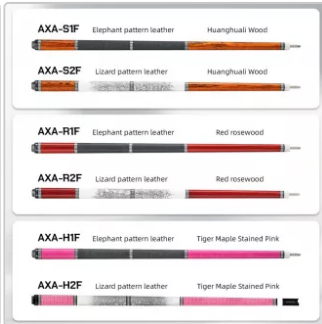 AXA-S1F Elephant pattern leather Huanghuali Wood
AXA-S2F Lizard pattern leather Huanghuali Wood
AXA-R1F Elephant pattern leather Red rosewood
AXA-R2F Lizard pattern leather Red rosewood
AXA-H1F Elephant pattern leather Tiger Maple Stained Pink
AXA-H2F Lizard pattern leather Tiger Maple Stained Pink